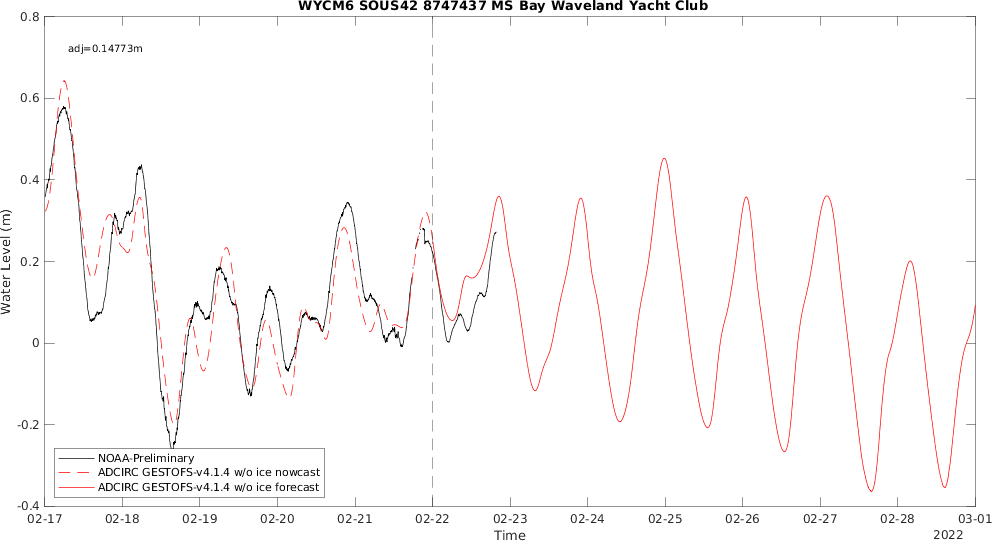 WYCM6 SOUS42 8747437 MS Bay Waveland Yacht Club
adj=0.14773m
Water Level (m)
0.8
0.6
0.4
0.2
0
-0.2
-0.4
NOAA-Preliminary
ADCIRC GESTOFS-v4.1.4 w/o ice nowcast
ADCIRC GESTOFS-v4.1.4 w/o ice forecast
02-17 02-18 02-19 02-20 02-21 02-22 02-23 02-24 02-25 02-26 02-27 02-28 03-01
Time
2022